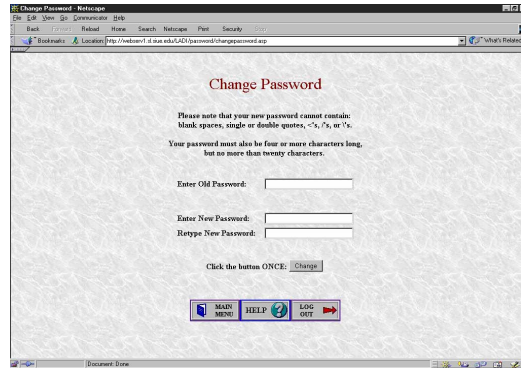 Change Password - Netscape
File Edit View Go Communicator Help
Back Forward Reload Home Search Netscape Print Security Stop
Bookmarks Location: http://webserv1.sl.siue.edu/LADI/password/changepassword.asp What's Related
Change Password
Please note that your new password cannot contain:
blank spaces, single or double quotes, <'s, /'s, or \'s.
Your password must also be four or more characters long,
but no more than twenty characters.
Enter Old Password:
Enter New Password:
Retype New Password:
Click the button ONCE: Change
MAIN MENU HELP LOG OUT
Document: Done